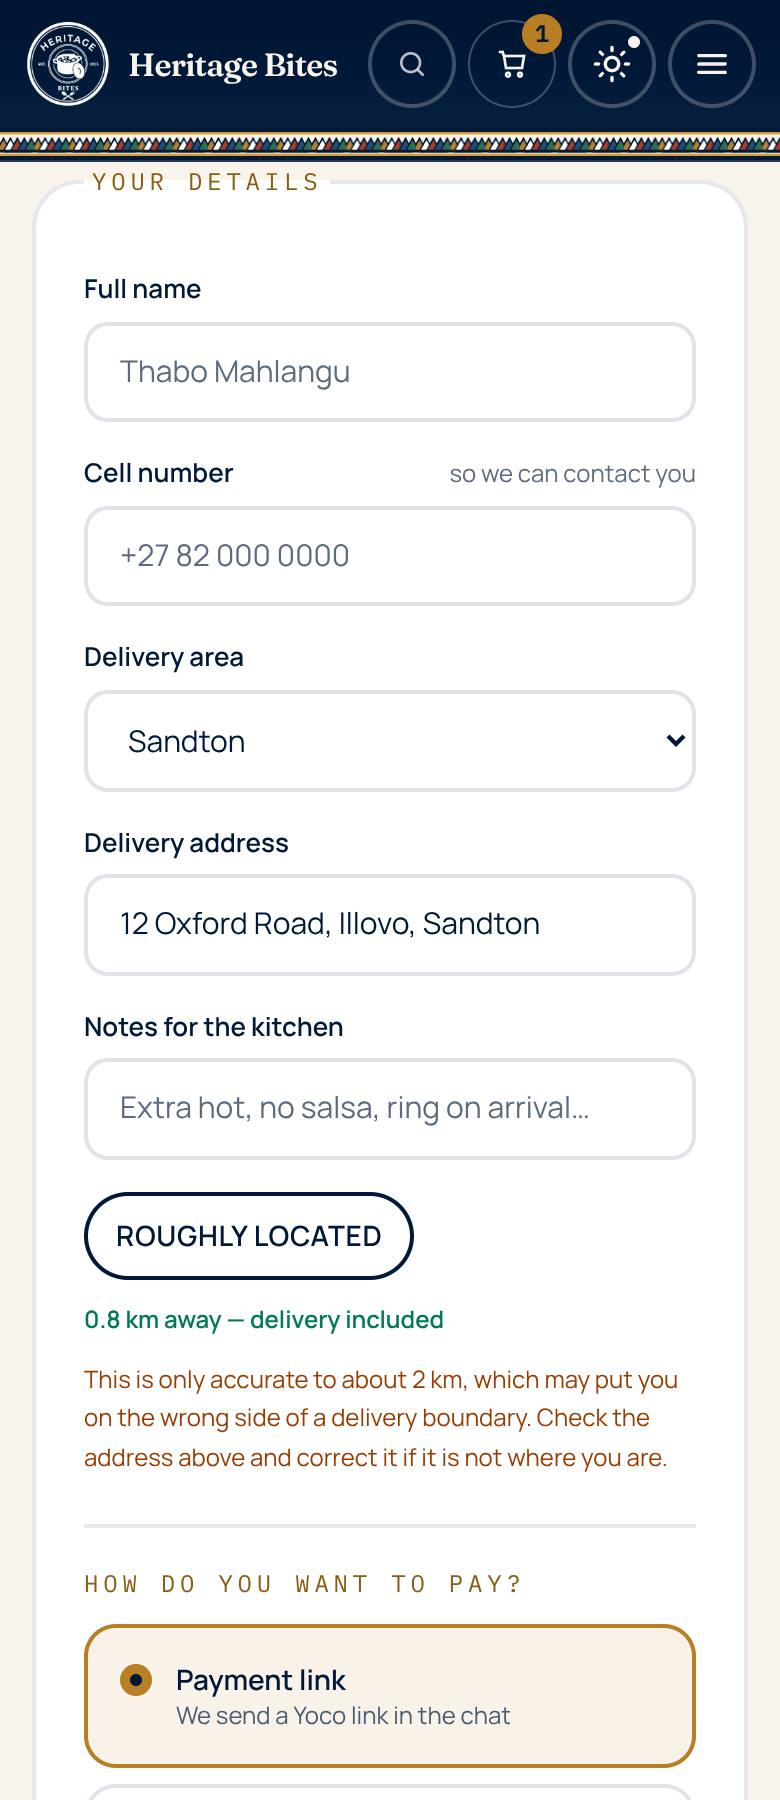 HERITAGE
BITES
Heritage Bites
1
YOUR DETAILS
Full name
Thabo Mahlangu
Cell number
so we can contact you
+27 82 000 0000
Delivery area
Sandton
Delivery address
12 Oxford Road, Illovo, Sandton
Notes for the kitchen
Extra hot, no salsa, ring on arrival...
ROUGHLY LOCATED
0.8 km away — delivery included
This is only accurate to about 2 km, which may put you
on the wrong side of a delivery boundary. Check the
address above and correct it if it is not where you are.
HOW DO YOU WANT TO PAY?
Payment link
We send a Yoco link in the chat